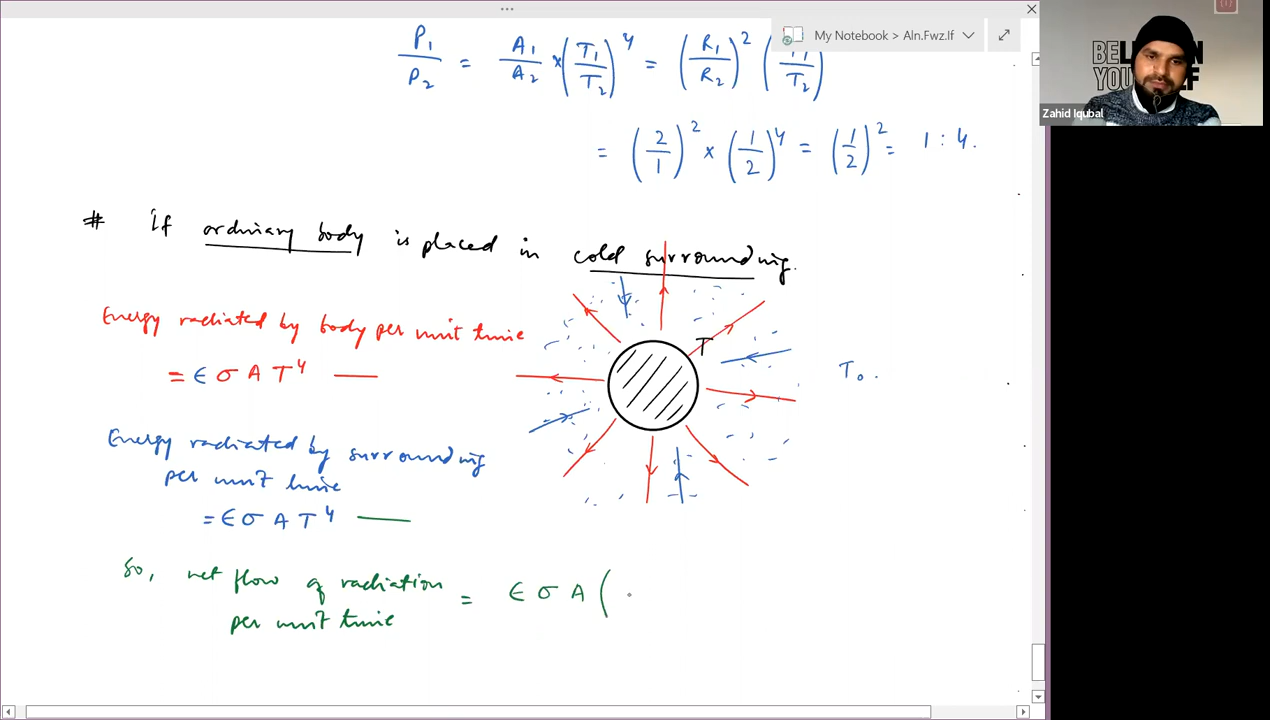 My Notebook > Aln.Fwz.If
BE
YOU
Zahid Iqubal
P₁/P₂ = A₁/A₂ × (T₁/T₂)⁴ = (R₁/R₂)² (T₁/T₂)
= (2/1)² × (1/2)⁴ = (1/2)² = 1 : 4.
# If ordinary body is placed in cold surrounding.
Energy radiated by body per unit time
= ϵ σ A T⁴ —
T
T₀.
Energy radiated by surrounding
per unit time
= ϵ σ A T⁴ —
So, net flow of radiation
per unit time = ϵ σ A (